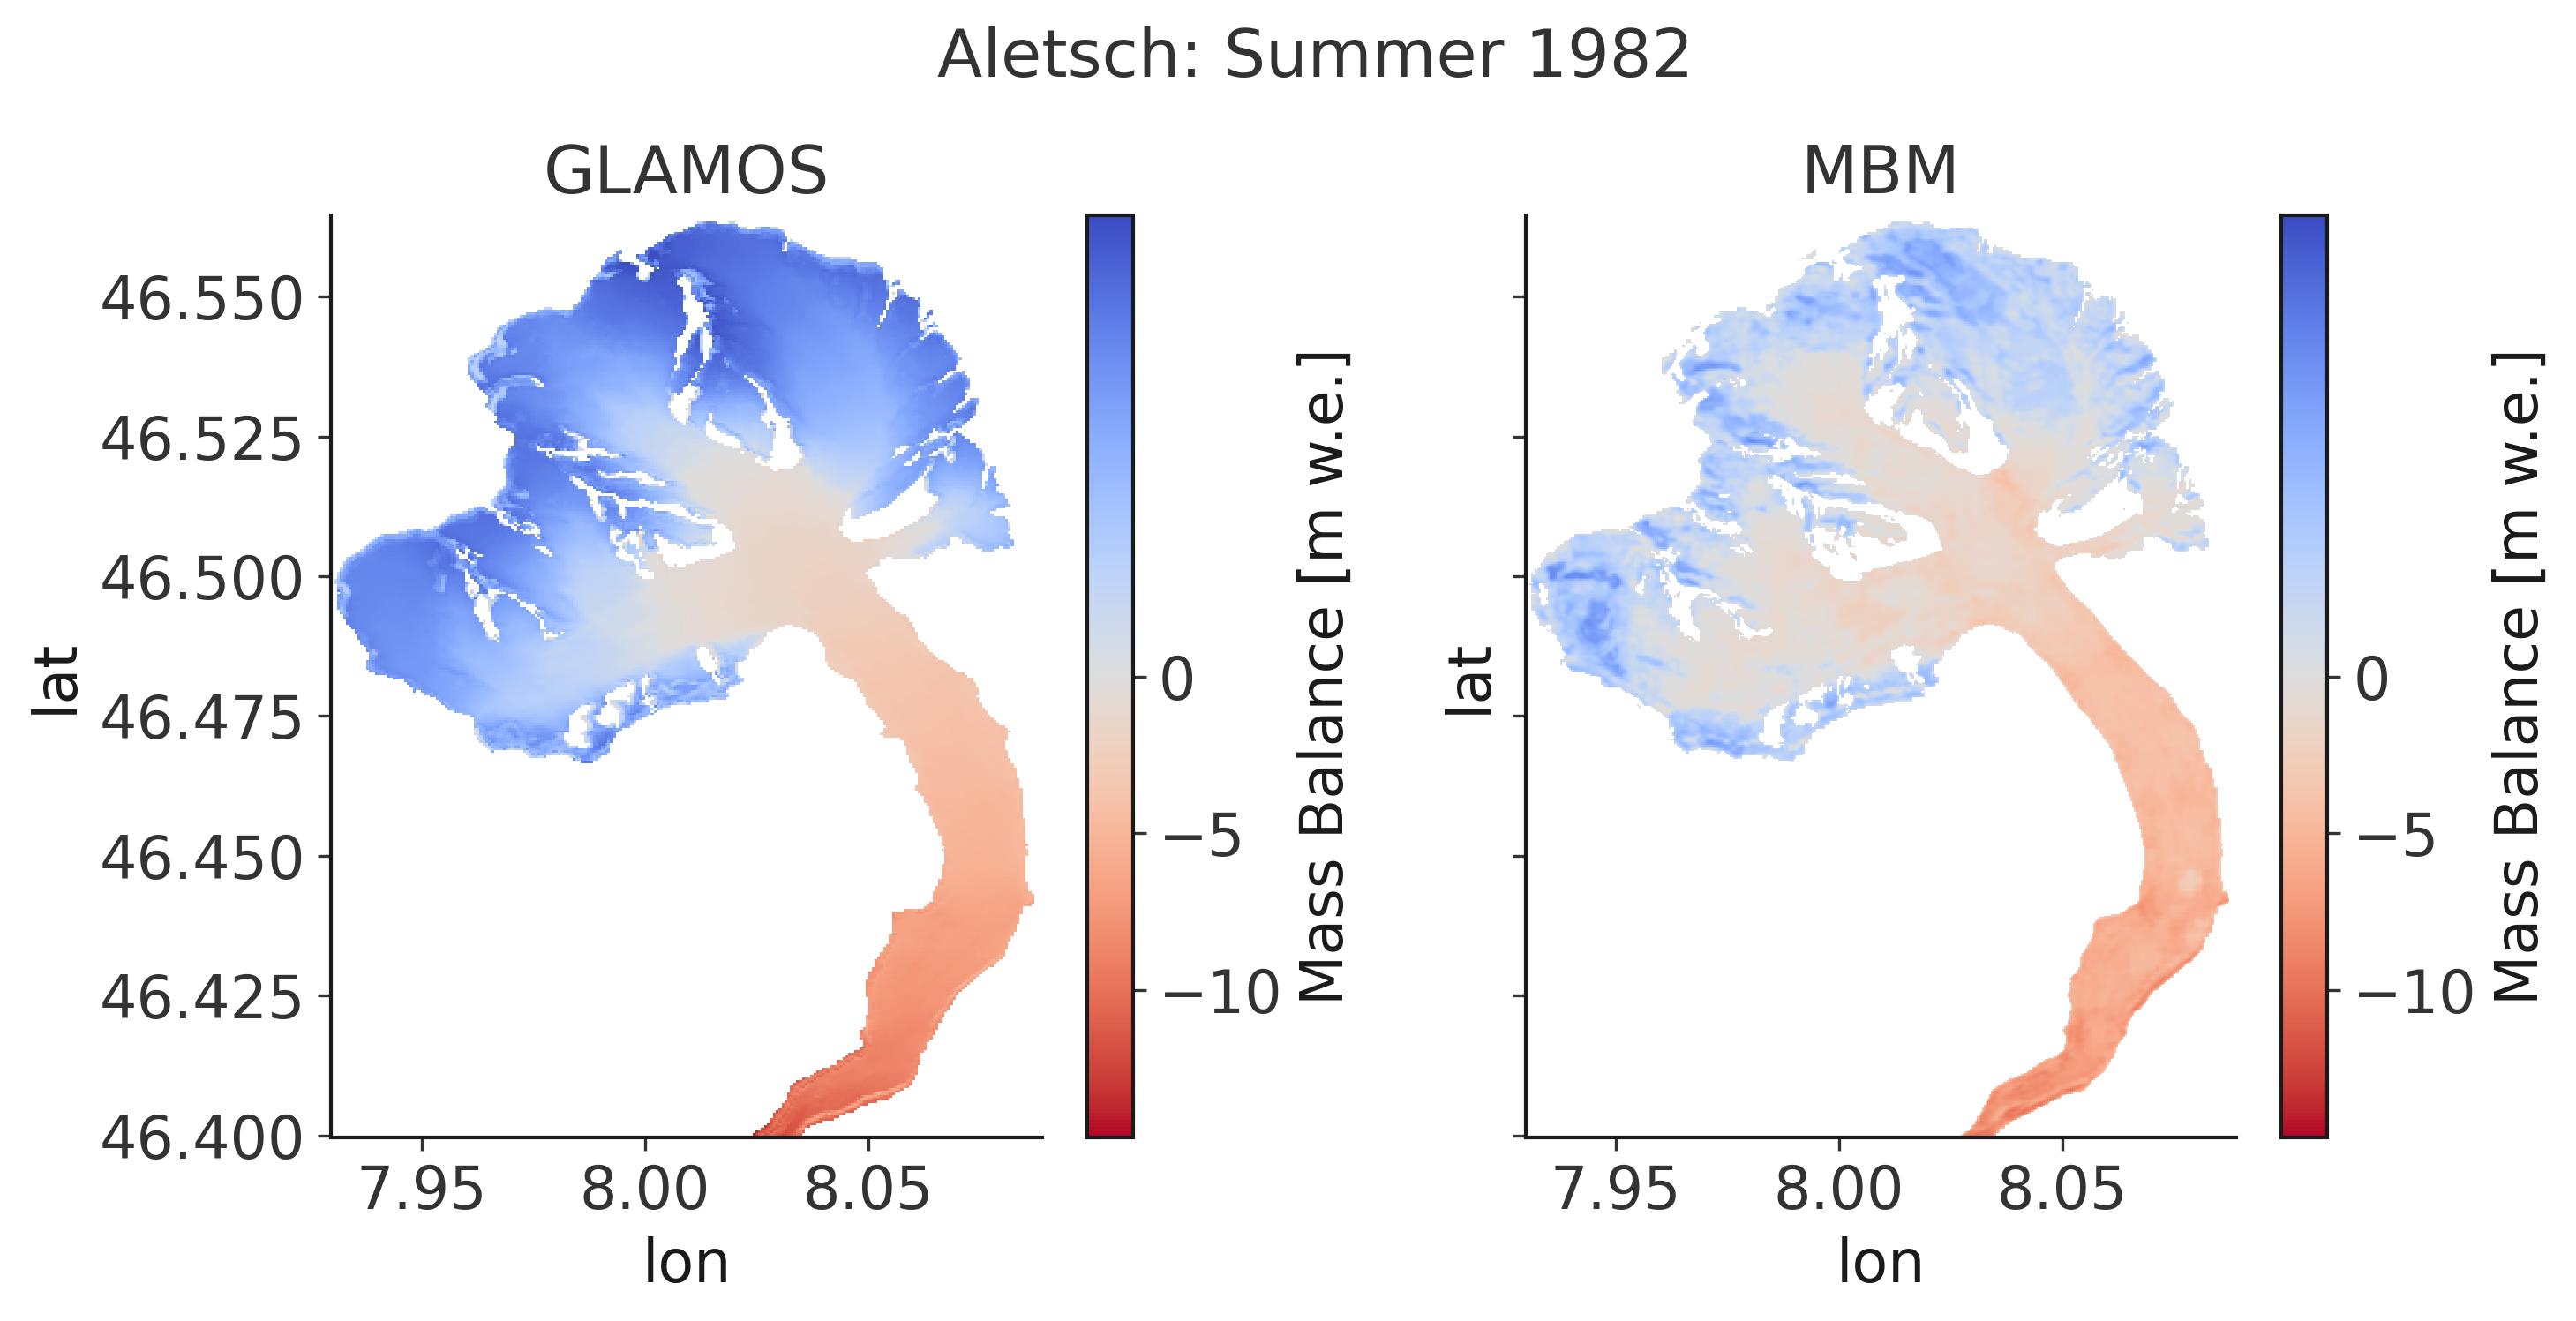 Aletsch: Summer 1982
GLAMOS
46.550
46.525
46.500
46.475
46.450
46.425
46.400
lat
7.95 8.00 8.05
lon
0
−5
−10
Mass Balance [m w.e.]
MBM
lat
7.95 8.00 8.05
lon
0
−5
−10
Mass Balance [m w.e.]